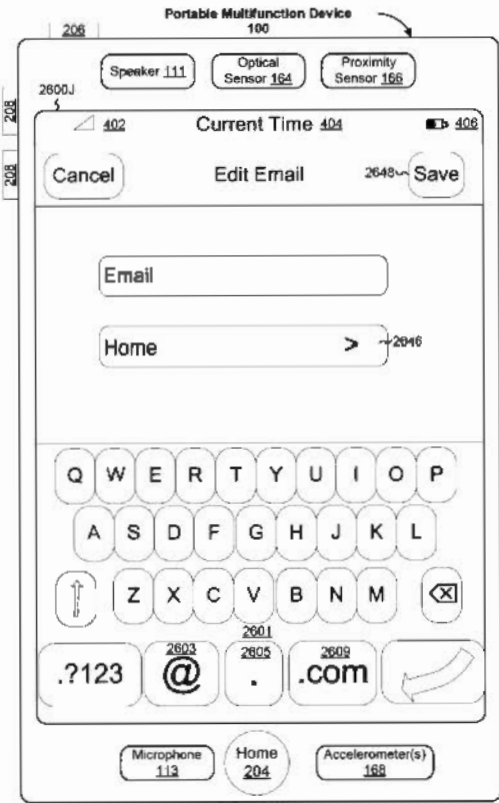 Portable Multifunction Device
100
206
Speaker 111
Optical
Sensor 164
Proximity
Sensor 166
2600J
208
208
402
Current Time 404
406
Cancel
Edit Email
2648
Save
Email
Home
>
2646
Q W E R T Y U I O P
A S D F G H J K L
Z X C V B N M
2601
.?123
2603
@
2605
.
2609
.com
Microphone
113
Home
204
Accelerometer(s)
168